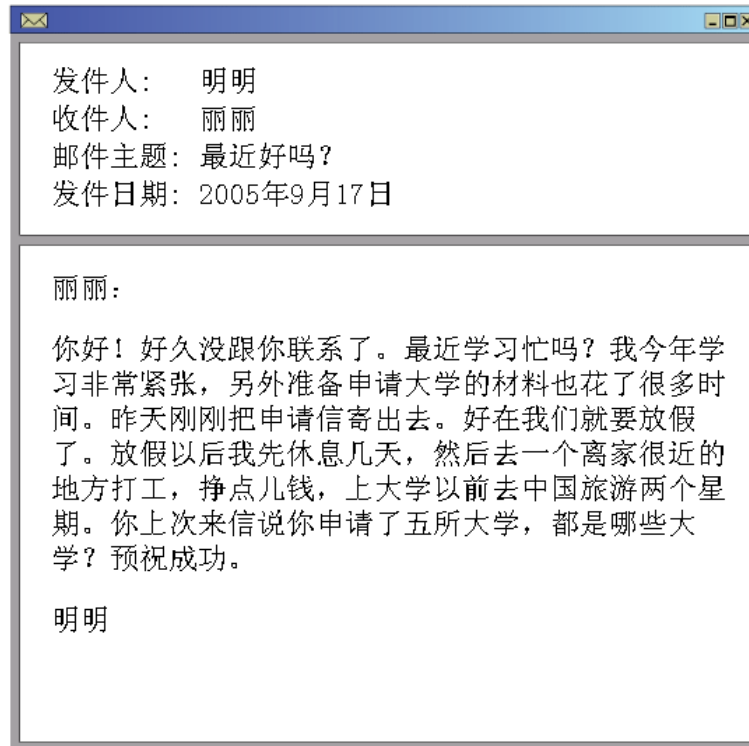 发件人: 明明
收件人: 丽丽
邮件主题: 最近好吗?
发件日期: 2005年9月17日
丽丽:
你好! 好久没跟你联系了。最近学习忙吗? 我今年学
习非常紧张, 另外准备申请大学的材料也花了很多时
间。昨天刚刚把申请信寄出去。好在我们就要放假
了。放假以后我先休息几天, 然后去一个离家很近的
地方打工, 挣点儿钱, 上大学以前去中国旅游两个星
期。你上次来信说你申请了五所大学, 都是哪些大
学? 预祝成功。
明明